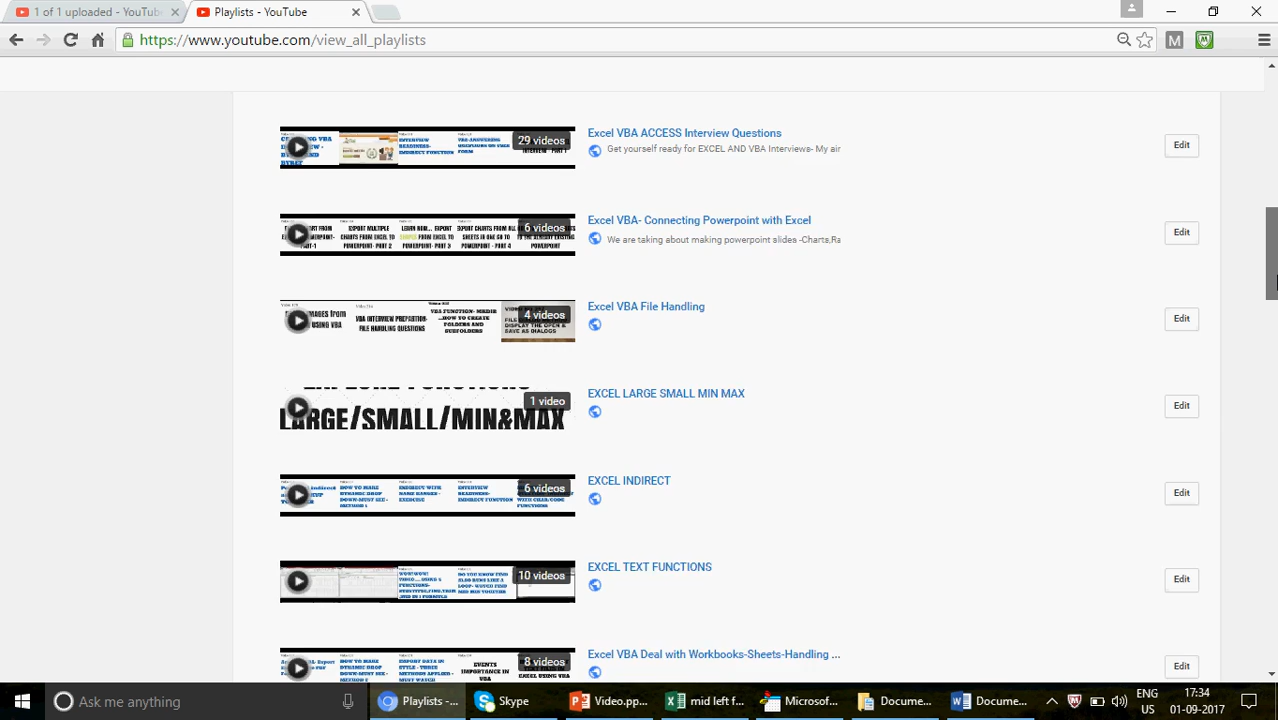 1 of 1 uploaded - YouTube
Playlists - YouTube
https://www.youtube.com/view_all_playlists
29 videos
Excel VBA ACCESS Interview Questions
Get yourself ready for EXCEL AND VBA Interviews- My air
Edit
6 videos
Excel VBA- Connecting Powerpoint with Excel
We are taking about making powerpoint slides -Charts,Ra
Edit
4 videos
Excel VBA File Handling
Edit
1 video
LARGE/SMALL/MIN&MAX
EXCEL LARGE SMALL MIN MAX
Edit
6 videos
EXCEL INDIRECT
Edit
10 videos
EXCEL TEXT FUNCTIONS
Edit
8 videos
EVENTS IMPORTANCE IN VBA
Excel VBA Deal with Workbooks-Sheets-Handling ...
Edit
Ask me anything
Playlists -...
Skype
Video.pp...
mid left f...
Microsof...
Docume...
Docume...
ENG
US
17:34
01-09-2017